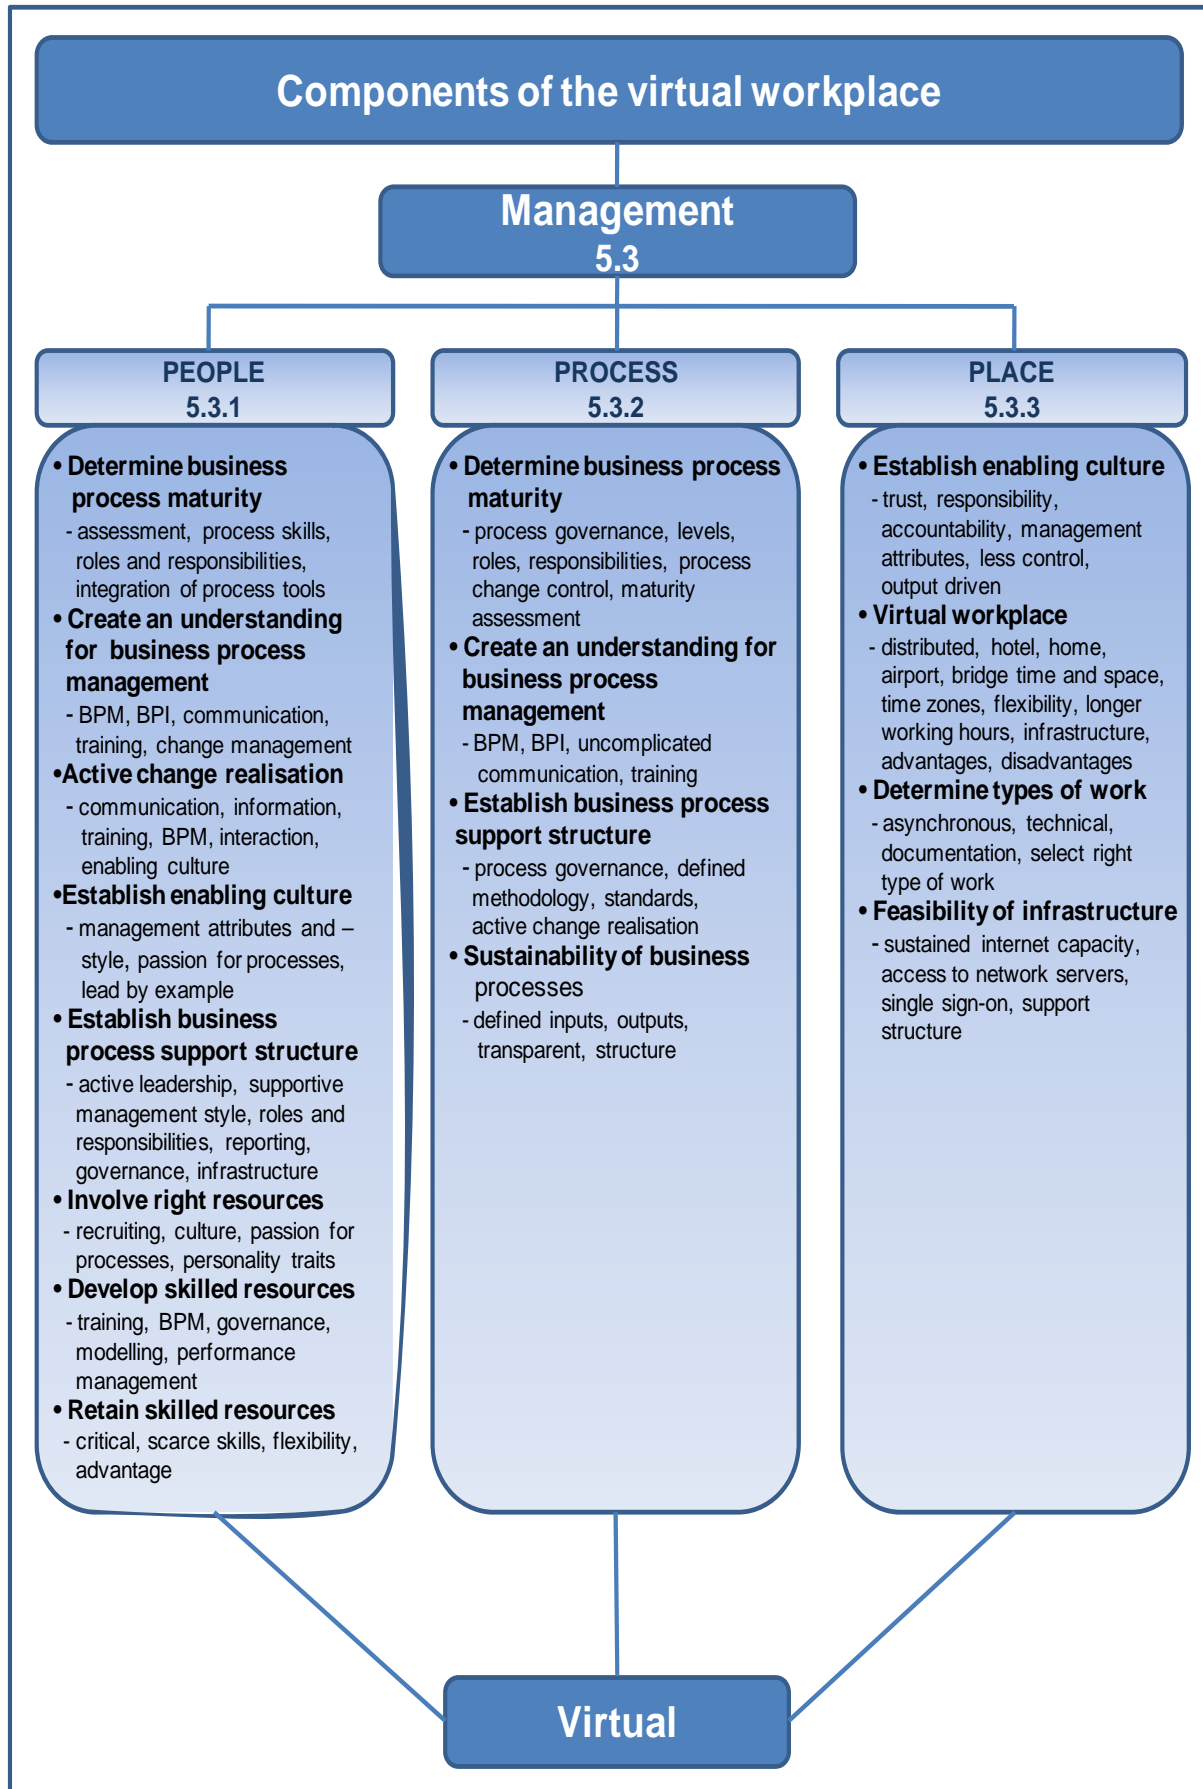 Components of the virtual workplace
Management
5.3
PEOPLE
5.3.1
• Determine business
process maturity
- assessment, process skills,
roles and responsibilities,
integration of process tools
• Create an understanding
for business process
management
- BPM, BPI, communication,
training, change management
•Active change realisation
- communication, information,
training, BPM, interaction,
enabling culture
•Establish enabling culture
- management attributes and –
style, passion for processes,
lead by example
• Establish business
process support structure
- active leadership, supportive
management style, roles and
responsibilities, reporting,
governance, infrastructure
• Involve right resources
- recruiting, culture, passion for
processes, personality traits
• Develop skilled resources
- training, BPM, governance,
modelling, performance
management
• Retain skilled resources
- critical, scarce skills, flexibility,
advantage
PROCESS
5.3.2
• Determine business process
maturity
- process governance, levels,
roles, responsibilities, process
change control, maturity
assessment
• Create an understanding for
business process
management
- BPM, BPI, uncomplicated
communication, training
• Establish business process
support structure
- process governance, defined
methodology, standards,
active change realisation
• Sustainability of business
processes
- defined inputs, outputs,
transparent, structure
PLACE
5.3.3
• Establish enabling culture
- trust, responsibility,
accountability, management
attributes, less control,
output driven
• Virtual workplace
- distributed, hotel, home,
airport, bridge time and space,
time zones, flexibility, longer
working hours, infrastructure,
advantages, disadvantages
• Determine types of work
- asynchronous, technical,
documentation, select right
type of work
• Feasibility of infrastructure
- sustained internet capacity,
access to network servers,
single sign-on, support
structure
Virtual